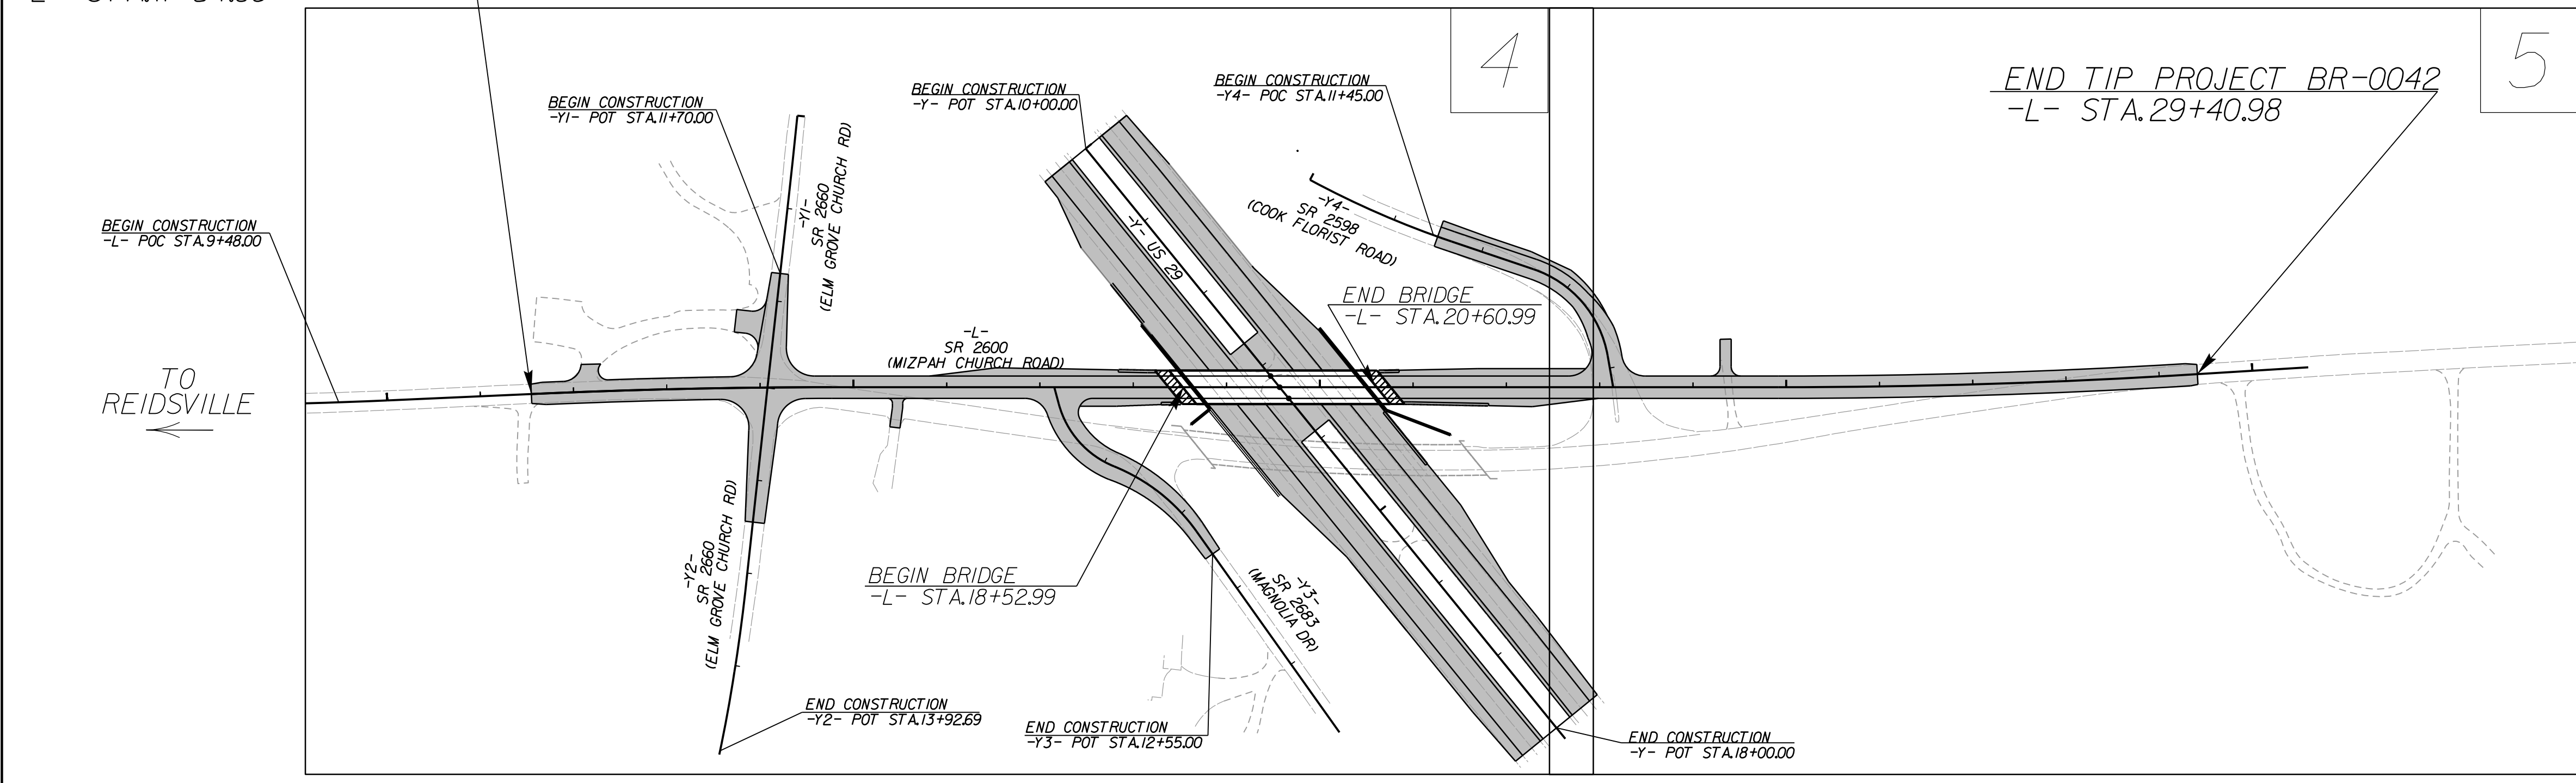 4
5
END TIP PROJECT BR-0042
-L- STA.29+40.98
BEGIN CONSTRUCTION
-Y1- POT STA.11+70.00
BEGIN CONSTRUCTION
-Y- POT STA.10+00.00
BEGIN CONSTRUCTION
-Y4- POC STA.11+45.00
BEGIN CONSTRUCTION
-L- POC STA.9+48.00
-Y1-
SR 2660
(ELM GROVE CHURCH RD)
-Y- US 29
-Y4-
SR 2598
(COOK FLORIST ROAD)
END BRIDGE
-L- STA.20+60.99
-L-
SR 2600
(MIZPAH CHURCH ROAD)
TO
REIDSVILLE
-Y2-
SR 2660
(ELM GROVE CHURCH RD)
BEGIN BRIDGE
-L- STA.18+52.99
-Y3-
SR 2683
(MAGNOLIA DR)
END CONSTRUCTION
-Y2- POT STA.13+92.69
END CONSTRUCTION
-Y3- POT STA.12+55.00
END CONSTRUCTION
-Y- POT STA.18+00.00